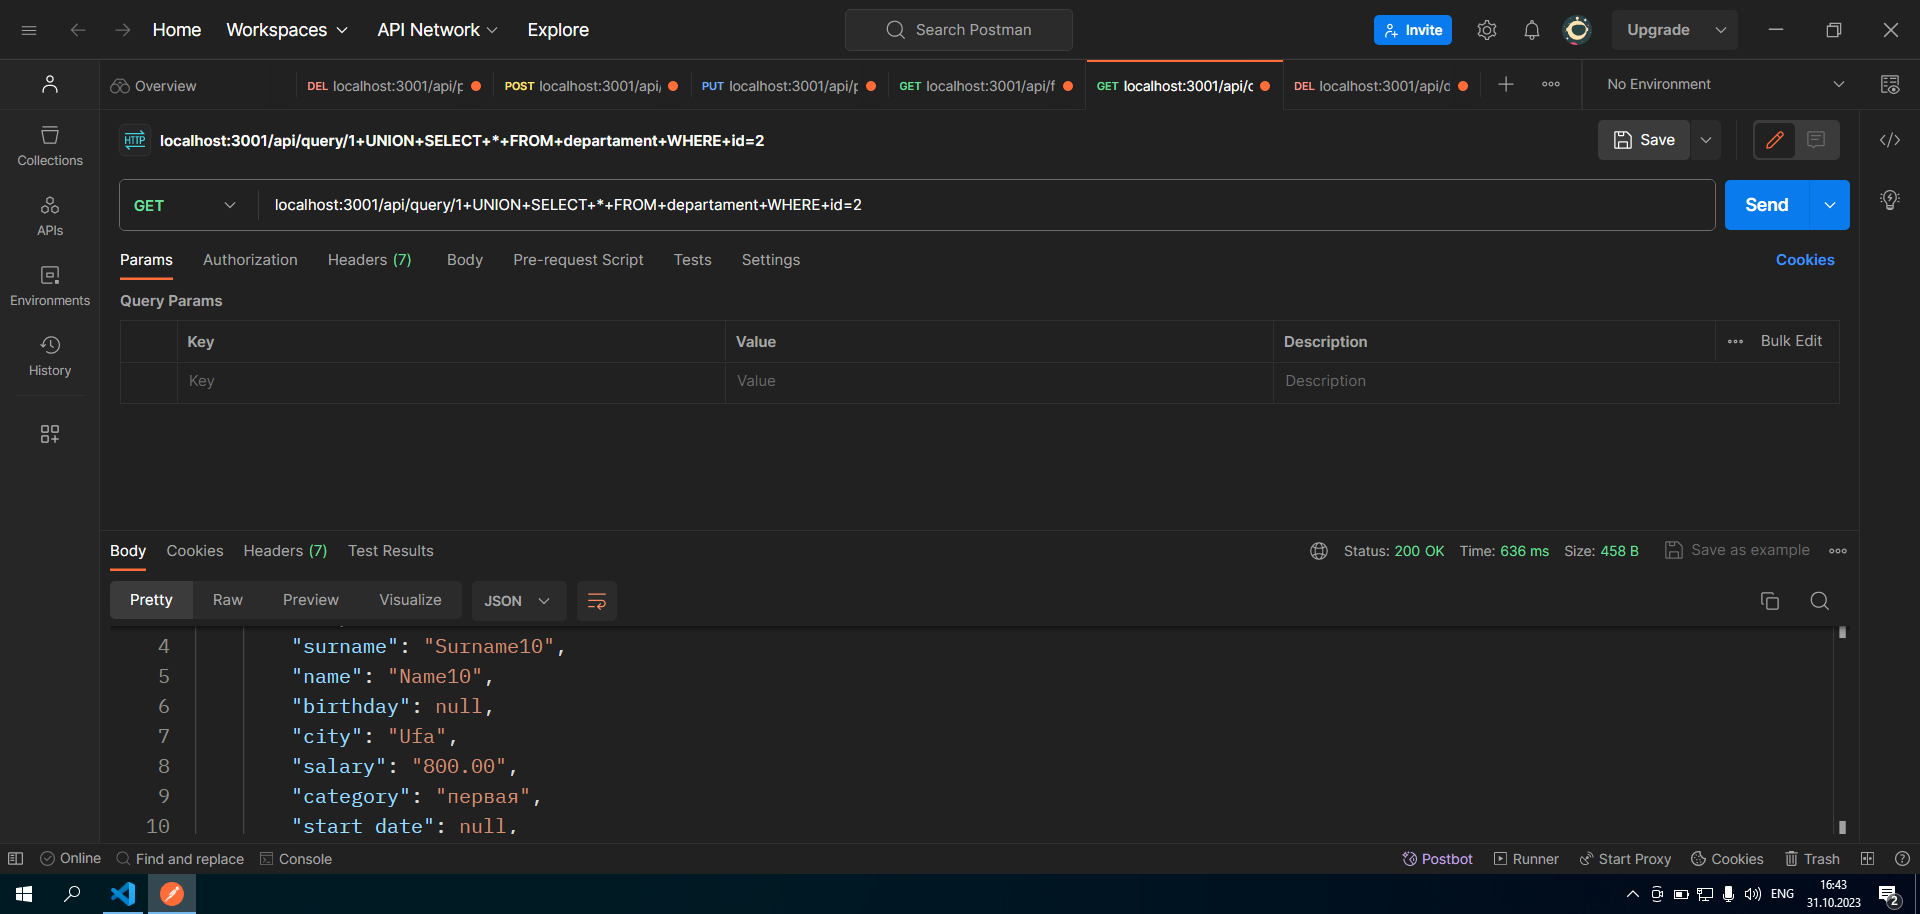 Home Workspaces API Network Explore Search Postman Invite Upgrade
Overview DEL localhost:3001/api/p POST localhost:3001/api/ PUT localhost:3001/api/p GET localhost:3001/api/f GET localhost:3001/api/c DEL localhost:3001/api/d No Environment
HTTP localhost:3001/api/query/1+UNION+SELECT+*+FROM+departament+WHERE+id=2 Save
GET localhost:3001/api/query/1+UNION+SELECT+*+FROM+departament+WHERE+id=2 Send
Collections
APIs
Environments
History
Params Authorization Headers (7) Body Pre-request Script Tests Settings Cookies
Query Params
Key Value Description Bulk Edit
Key Value Description
Body Cookies Headers (7) Test Results Status: 200 OK Time: 636 ms Size: 458 B Save as example
Pretty Raw Preview Visualize JSON
4 "surname": "Surname10",
5 "name": "Name10",
6 "birthday": null,
7 "city": "Ufa",
8 "salary": "800.00",
9 "category": "первая",
10 "start date": null,
Online Find and replace Console Postbot Runner Start Proxy Cookies Trash
ENG 16:43
31.10.2023 2